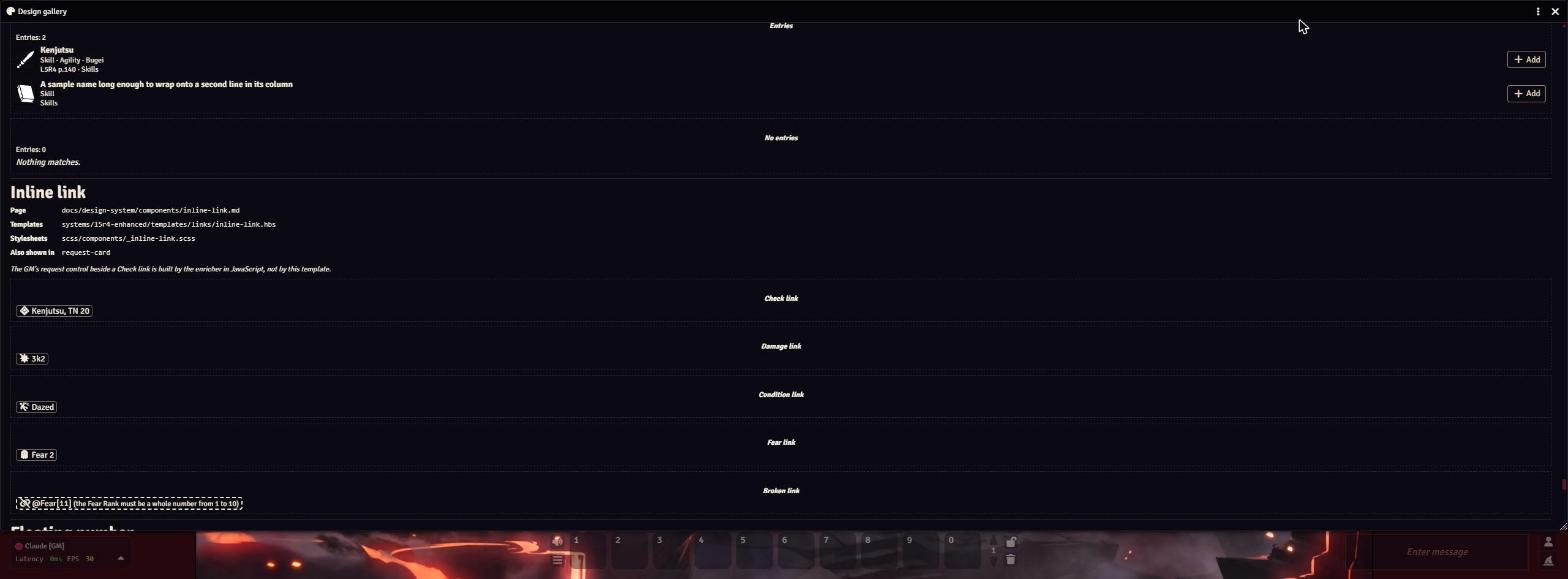 Design gallery
Entries
Entries: 2
Kenjutsu
Skill · Agility · Bugei
L5R4 p.140 · Skills
Add
A sample name long enough to wrap onto a second line in its column
Skill
Skills
Add
No entries
Entries: 0
Nothing matches.
Inline link
Page docs/design-system/components/inline-link.md
Templates systems/l5r4-enhanced/templates/links/inline-link.hbs
Stylesheets scss/components/_inline-link.scss
Also shown in request-card
The GM's request control beside a Check link is built by the enricher in JavaScript, not by this template.
Check link
Kenjutsu, TN 20
Damage link
3k2
Condition link
Dazed
Fear link
Fear 2
Broken link
@Fear[11] (the Fear Rank must be a whole number from 1 to 10)
Floating number
Claude [GM]
Latency 0ms FPS 30
1 2 3 4 5 6 7 8 9 0
1
Enter message